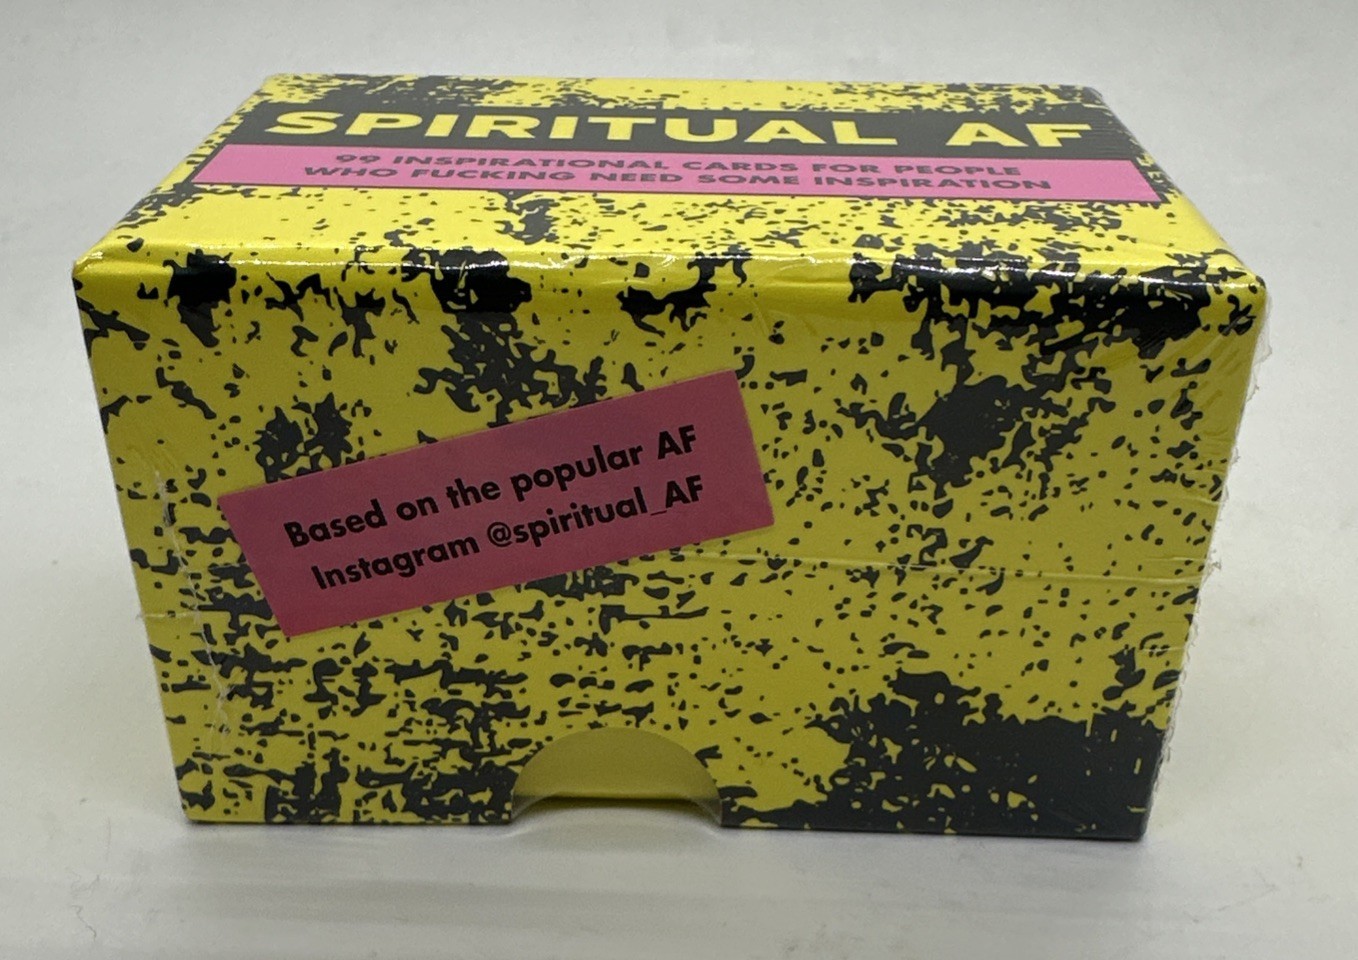 SPIRITUAL AF
99 INSPIRATIONAL CARDS FOR PEOPLE
WHO FUCKING NEED SOME INSPIRATION
Based on the popular AF
Instagram @spiritual_AF